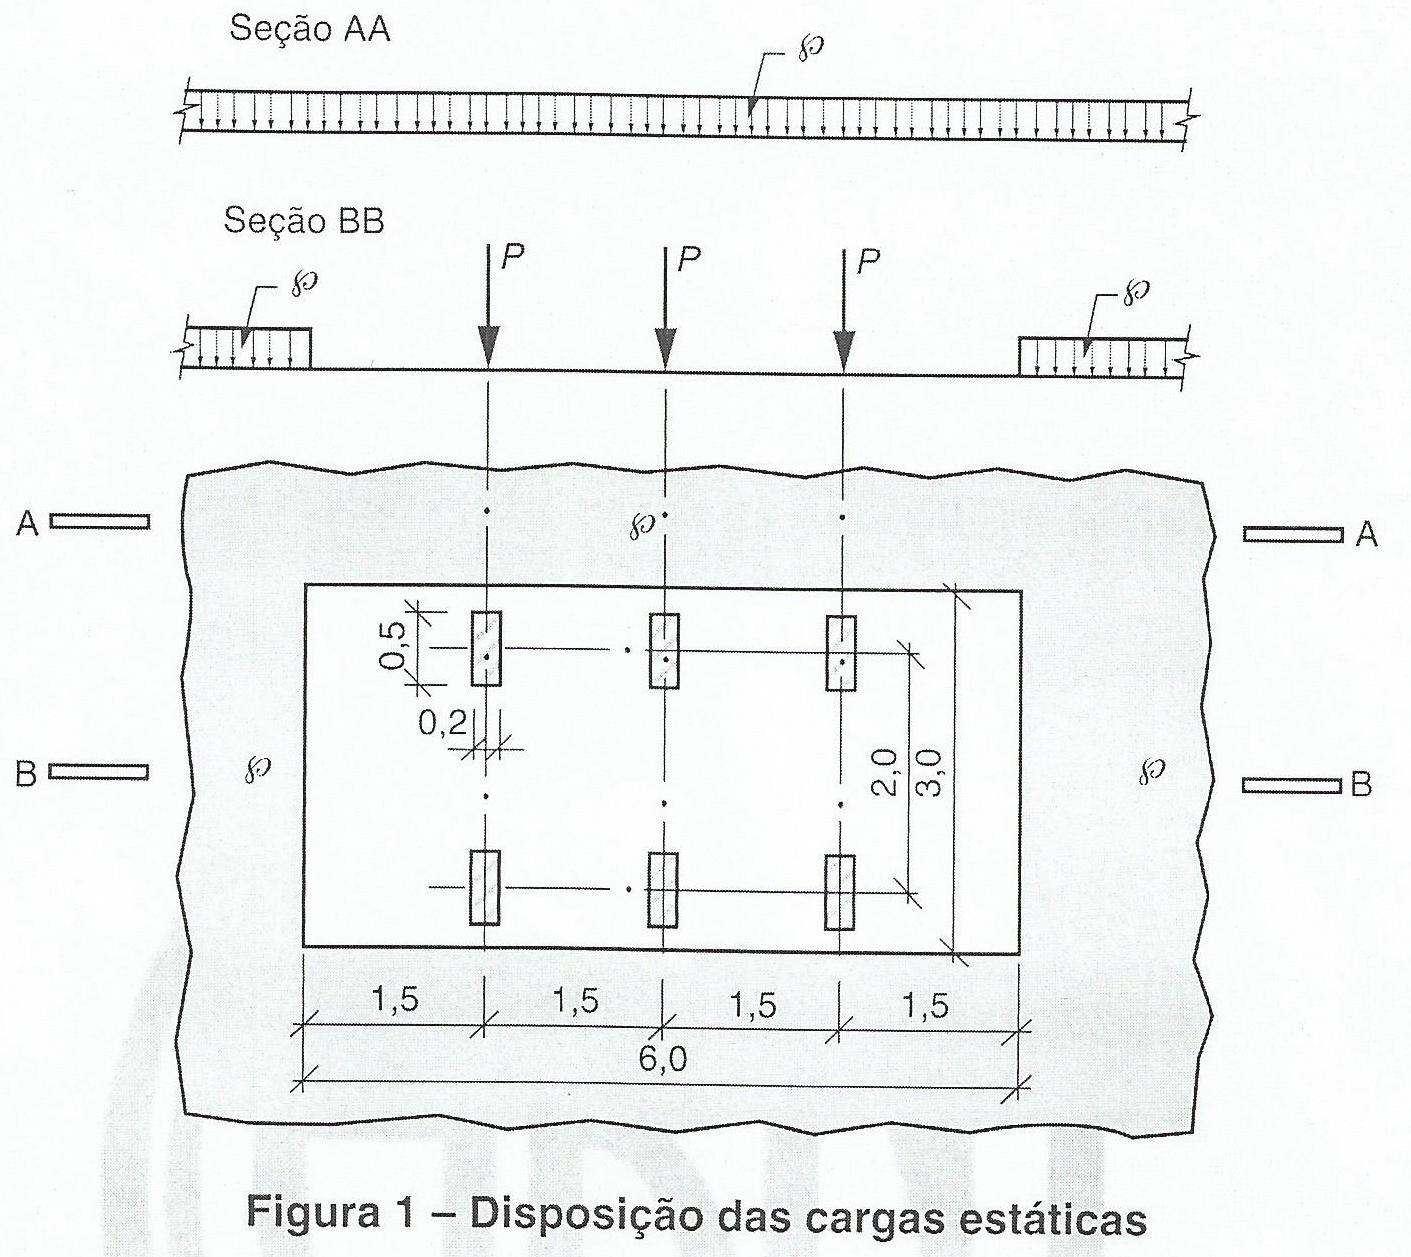 Seção AA
℘
Seção BB
P P P
℘ ℘
A ℘ A
0,5
0,2
B ℘ 2,0 3,0 ℘ B
1,5 1,5 1,5 1,5
6,0
Figura 1 – Disposição das cargas estáticas